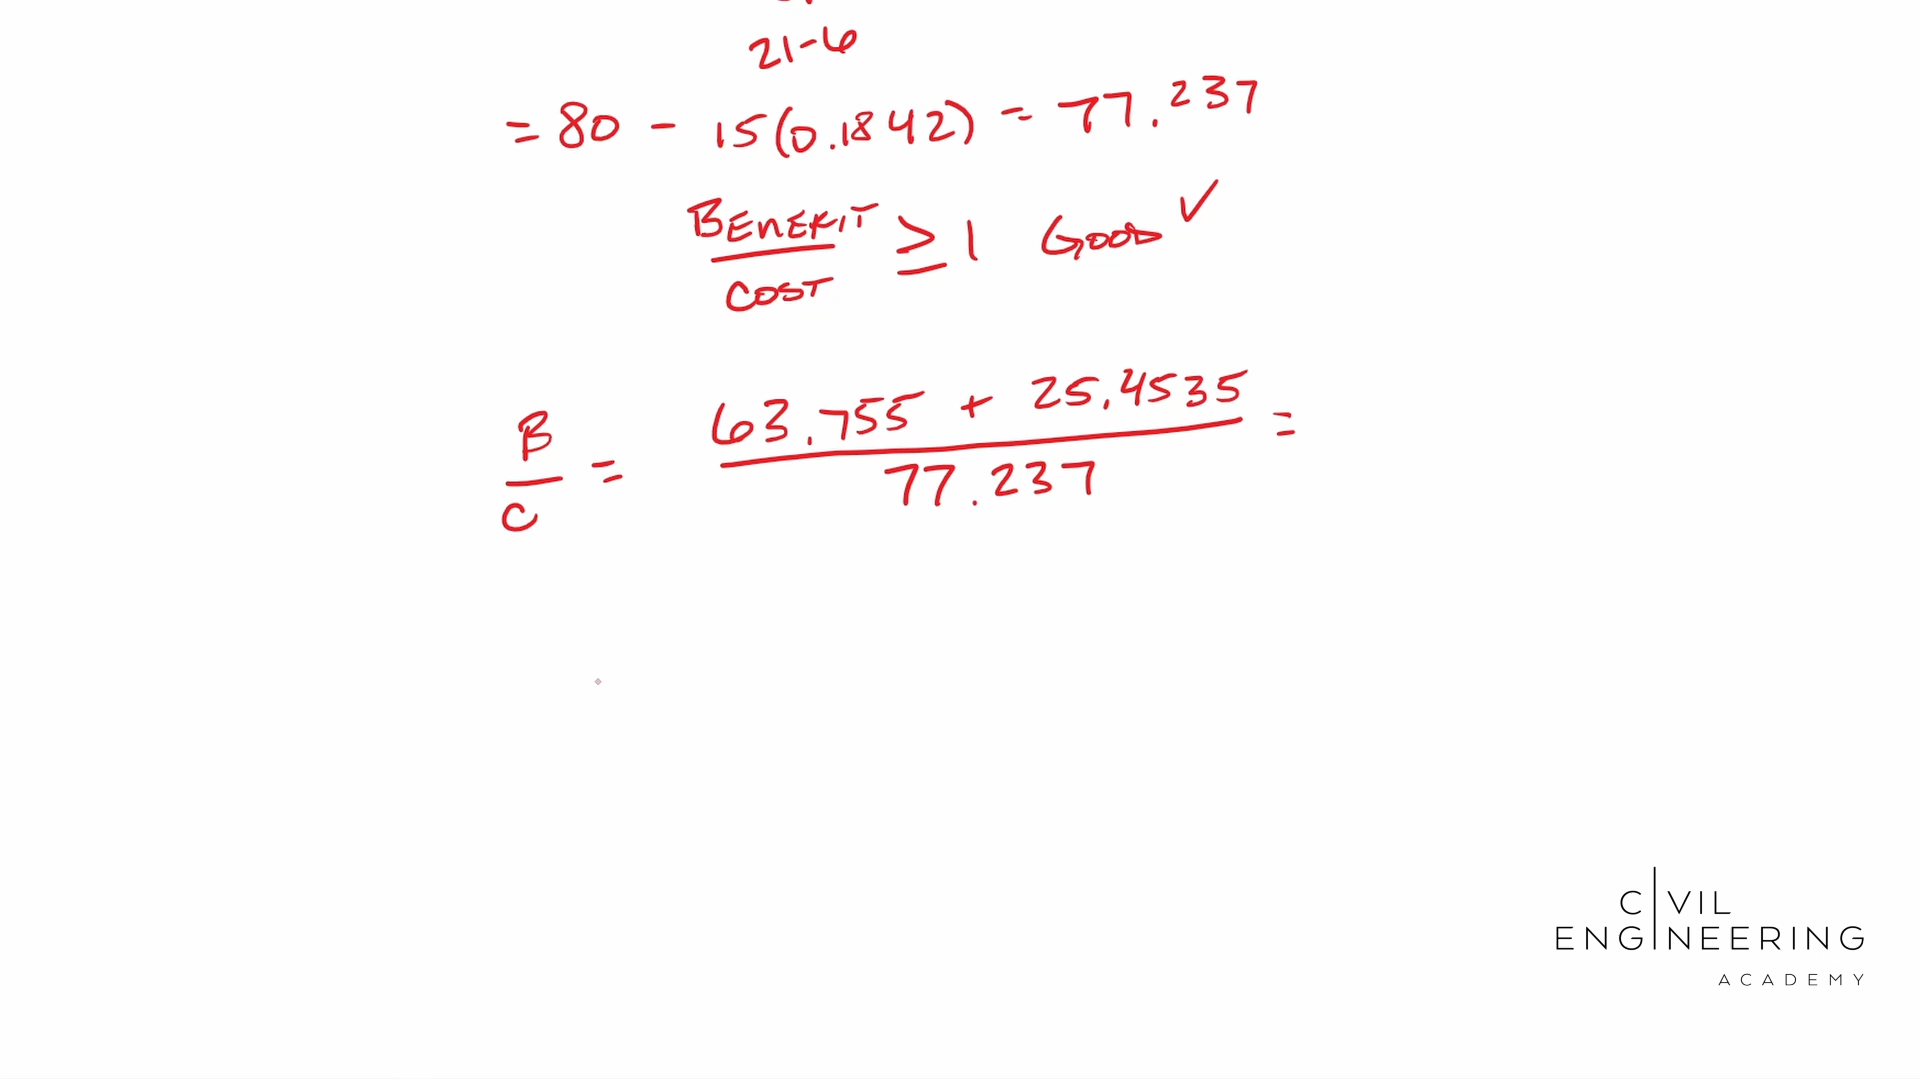 21-6
= 80 - 15(0.1842) = 77.237
BENEFIT
COST
≥ 1 GOOD ✓
B
C
=
63.755 + 25.4535
77.237
=
CIVIL
ENGINEERING
ACADEMY